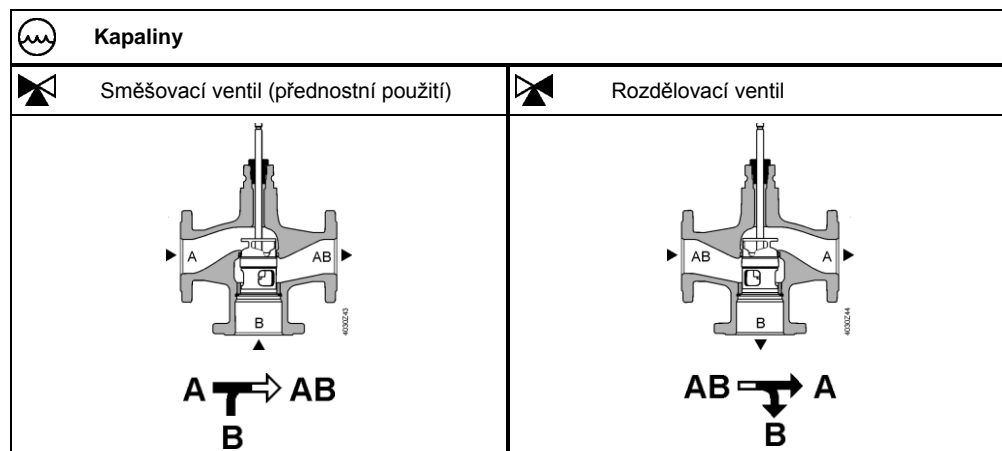 Kapaliny
Směšovací ventil (přednostní použití)
Rozdělovací ventil
A
AB
B
4030Z43
AB
A
B
4030Z44
A AB
B
AB A
B